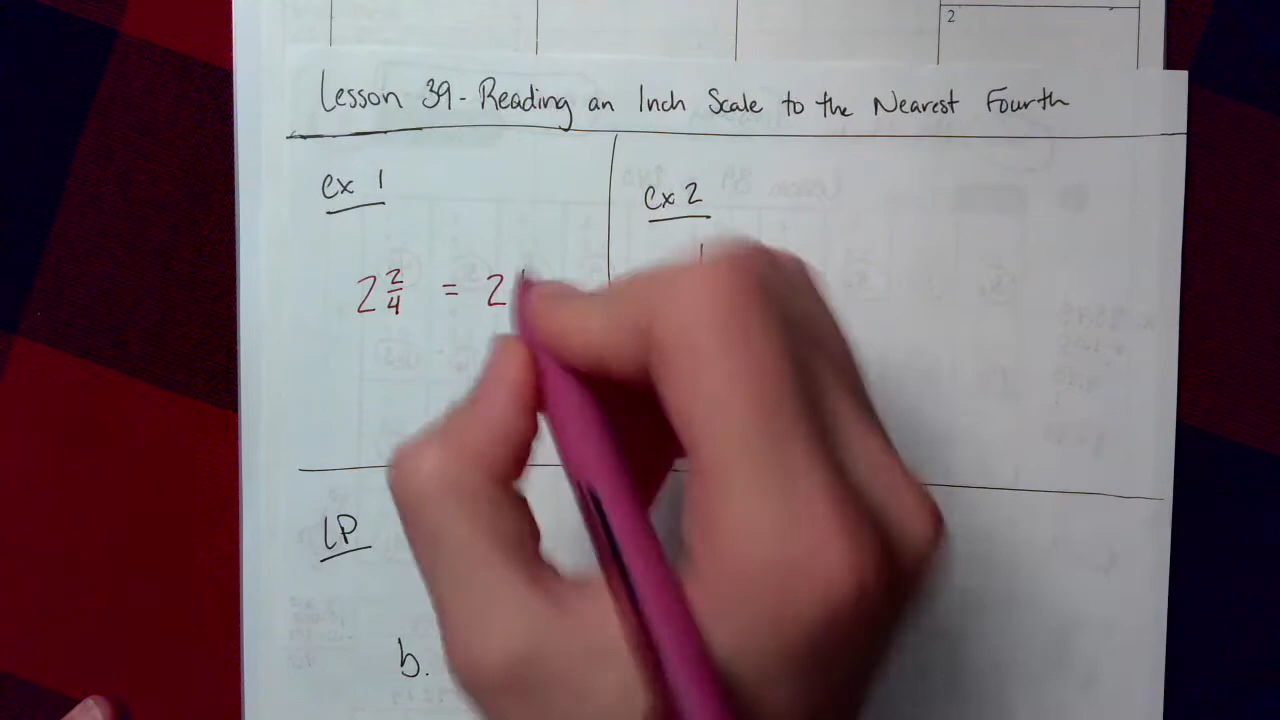 2
Lesson 39 - Reading an Inch Scale to the Nearest Fourth
ex 1
ex 2
2 2/4 = 2
LP
b.